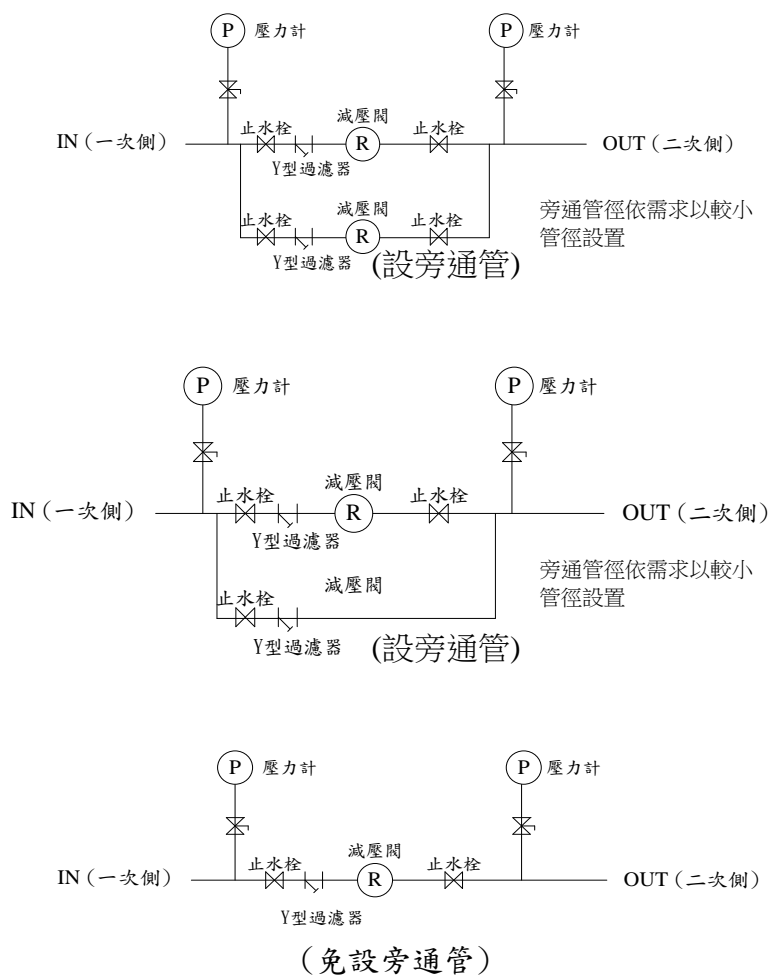 P 壓力計 P 壓力計
減壓閥
止水栓 止水栓
IN（一次側） R OUT（二次側）
Y型過濾器
減壓閥
止水栓 止水栓
R
Y型過濾器
(設旁通管)
旁通管徑依需求以較小
管徑設置
P 壓力計 P 壓力計
減壓閥
止水栓 止水栓
IN（一次側） R OUT（二次側）
Y型過濾器
減壓閥
止水栓
Y型過濾器
(設旁通管)
旁通管徑依需求以較小
管徑設置
P 壓力計 P 壓力計
減壓閥
止水栓 止水栓
IN（一次側） R OUT（二次側）
Y型過濾器
（免設旁通管）